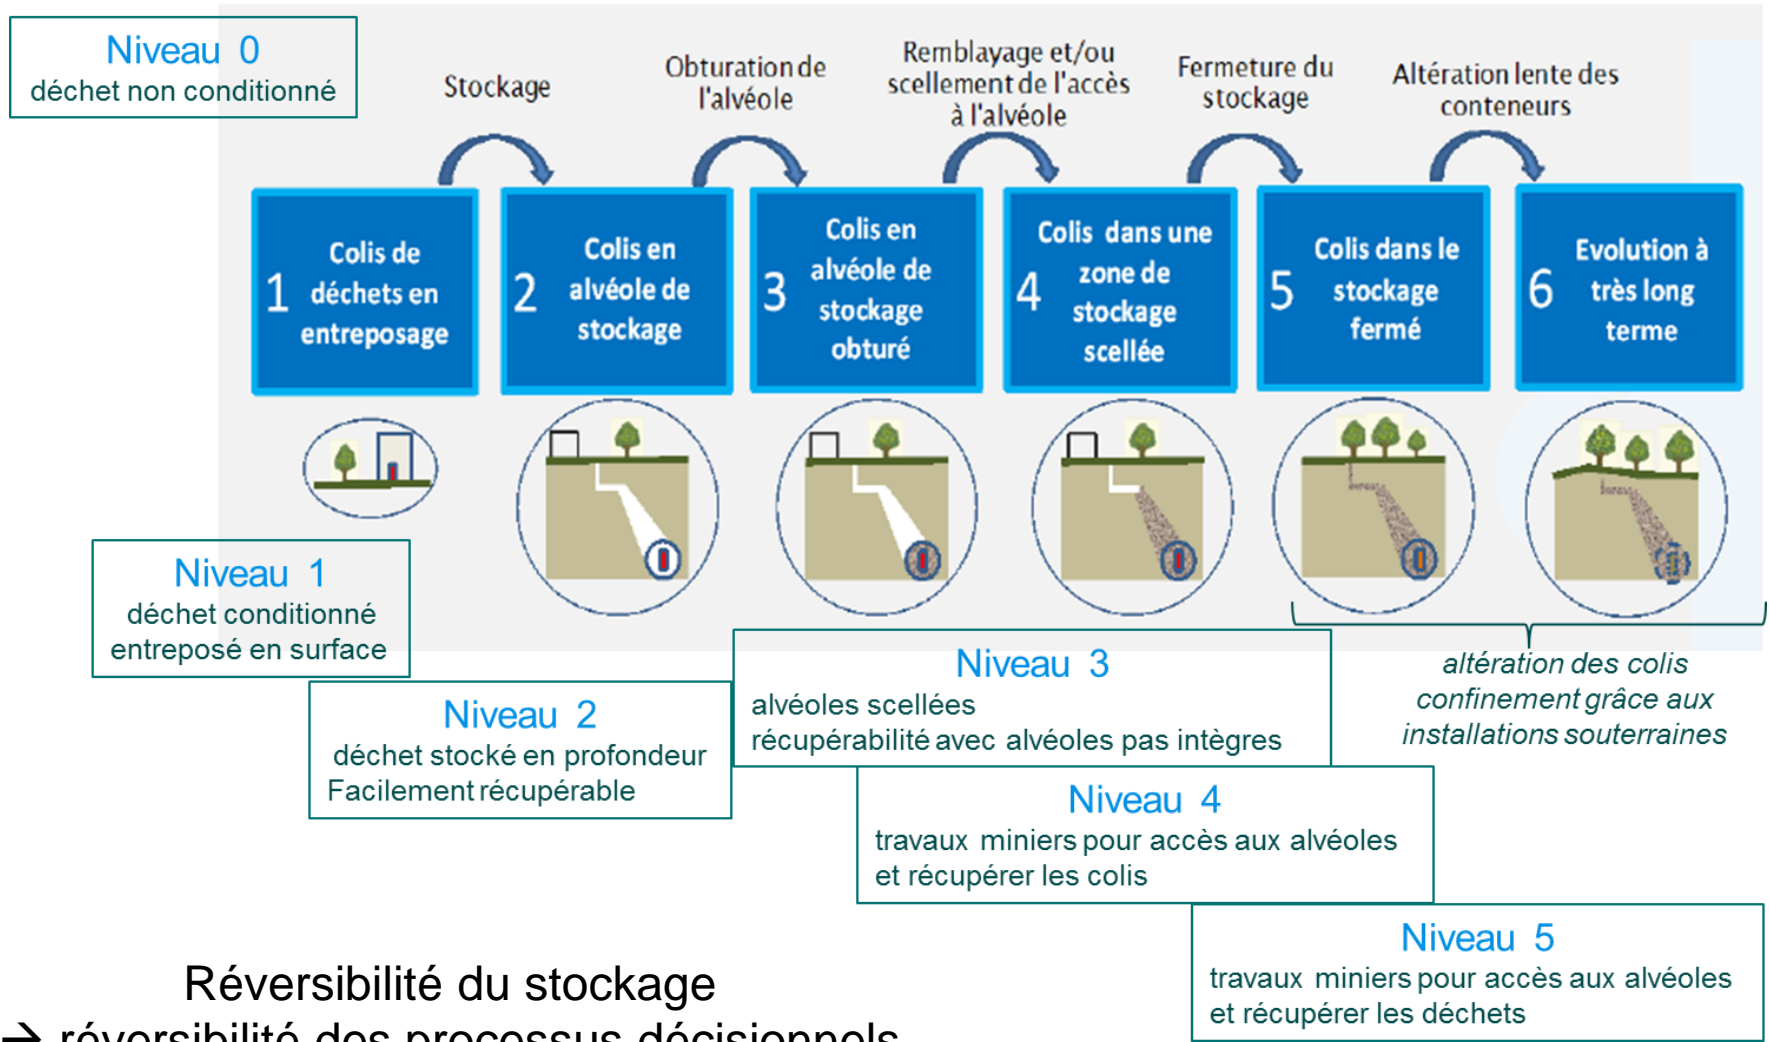 Niveau 0
déchet non conditionné
Stockage
Obturation de
l'alvéole
Remblayage et/ou
scellement de l'accès
à l'alvéole
Fermeture du
stockage
Altération lente des
conteneurs
1
Colis de
déchets en
entreposage
2
Colis en
alvéole de
stockage
3
Colis en
alvéole de
stockage
obturé
4
Colis dans une
zone de
stockage
scellée
5
Colis dans le
stockage
fermé
6
Evolution à
très long
terme
Niveau 1
déchet conditionné
entreposé en surface
Niveau 2
déchet stocké en profondeur
Facilement récupérable
Niveau 3
alvéoles scellées
récupérabilité avec alvéoles pas intègres
altération des colis
confinement grâce aux
installations souterraines
Niveau 4
travaux miniers pour accès aux alvéoles
et récupérer les colis
Niveau 5
travaux miniers pour accès aux alvéoles
et récupérer les déchets
Réversibilité du stockage
→ réversibilité des processus décisionnels